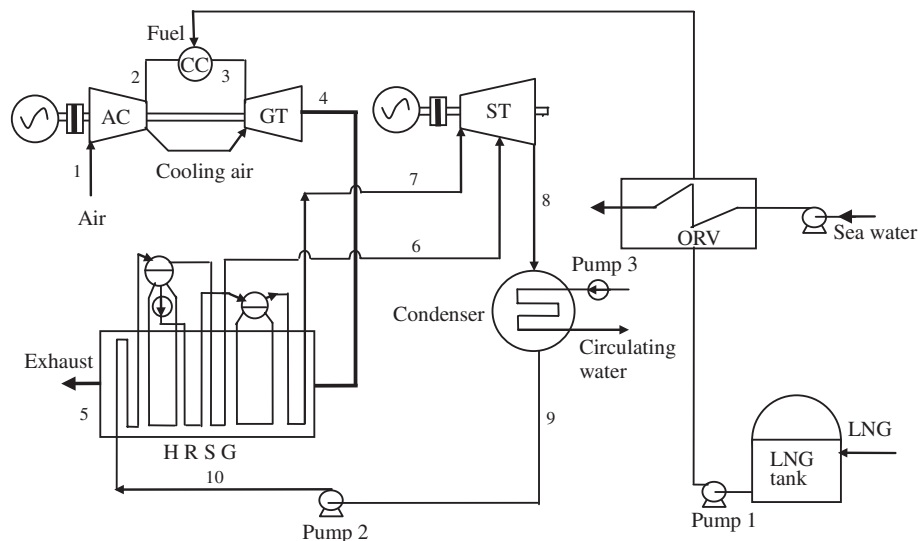 Fuel
CC
2
3
4
AC
GT
ST
1
Cooling air
7
8
Air
6
ORV
Sea water
Pump 3
Condenser
Circulating
water
Exhaust
5
9
LNG
LNG
tank
H R S G
10
Pump 2
Pump 1